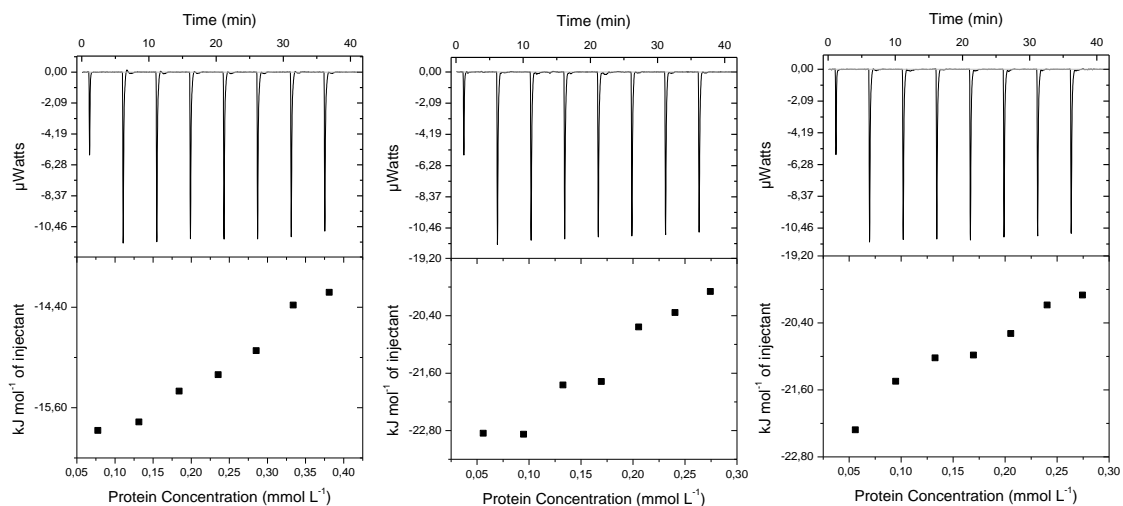 Time (min)
0 10 20 30 40
0,00
-2,09
-4,19
-6,28
-8,37
-10,46
µWatts
-14,40
-15,60
kJ mol⁻¹ of injectant
0,05 0,10 0,15 0,20 0,25 0,30 0,35 0,40
Protein Concentration (mmol L⁻¹)
Time (min)
0 10 20 30 40
0,00
-2,09
-4,19
-6,28
-8,37
-10,46
µWatts
-19,20
-20,40
-21,60
-22,80
kJ mol⁻¹ of injectant
0,05 0,10 0,15 0,20 0,25 0,30
Protein Concentration (mmol L⁻¹)
Time (min)
0 10 20 30 40
0,00
-2,09
-4,19
-6,28
-8,37
-10,46
µWatts
-19,20
-20,40
-21,60
-22,80
kJ mol⁻¹ of injectant
0,05 0,10 0,15 0,20 0,25 0,30
Protein Concentration (mmol L⁻¹)